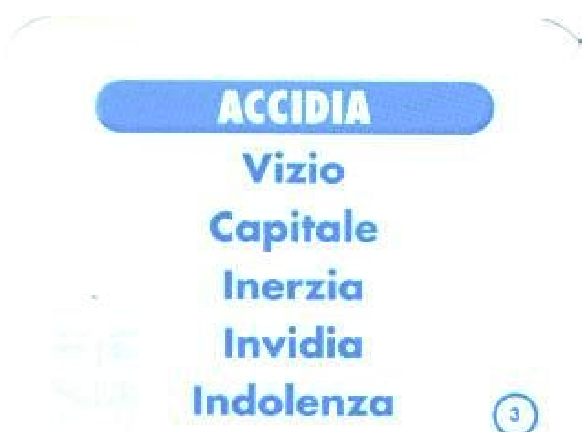 ACCIDIA
Vizio
Capitale
Inerzia
Invidia
Indolenza
3